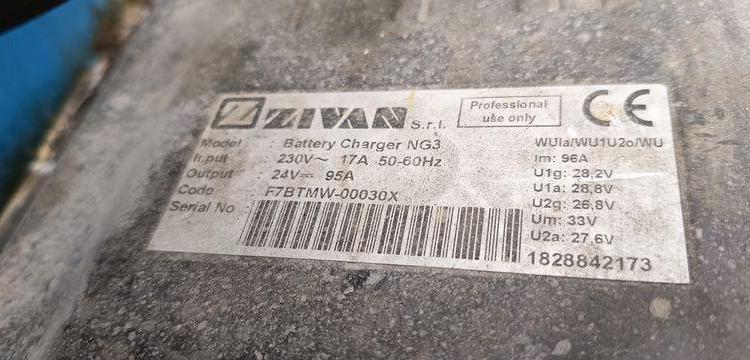 ZIVAN S.r.l.
Professional use only
CE
Model : Battery Charger NG3
Input : 230V~ 17A 50-60Hz
Output : 24V⎓ 95A
Code : F7BTMW-00030X
Serial No :
WUIa/WU1U2o/WU
Im: 96A
U1g: 28,2V
U1a: 28,8V
U2g: 26,8V
Um: 33V
U2a: 27,6V
1828842173